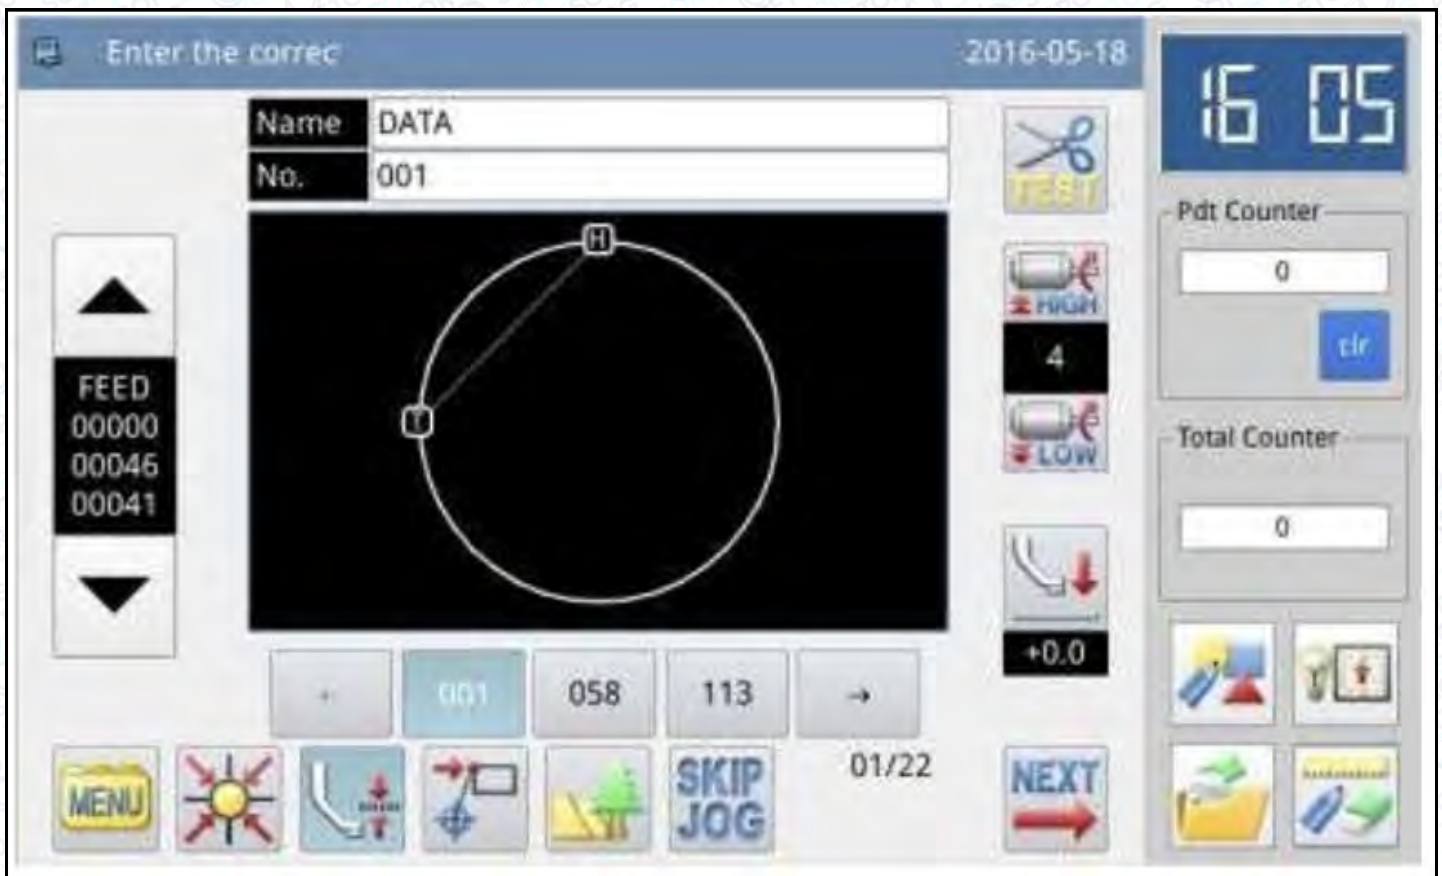 Enter the correc
2016-05-18
16 05
Name DATA
No. 001
TEST
Pdt Counter
0
clr
H
HIGH
4
LOW
FEED
00000
00046
00041
T
Total Counter
0
+0.0
001 058 113 →
01/22
MENU
SKIP
JOG
NEXT